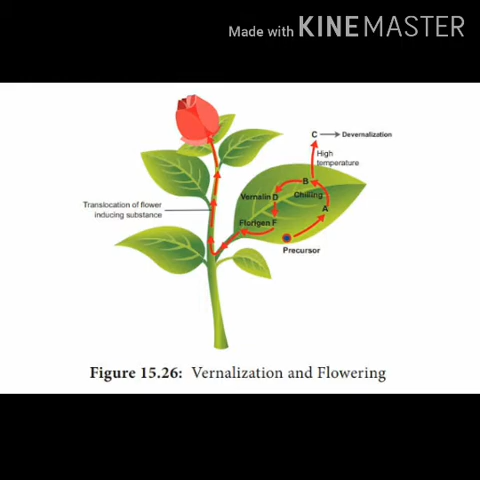 Made with KINEMASTER
C → Devernalization
High
temperature
B
Chilling
Vernalin D
A
Translocation of flower
inducing substance
Florigen F
Precursor
Figure 15.26: Vernalization and Flowering